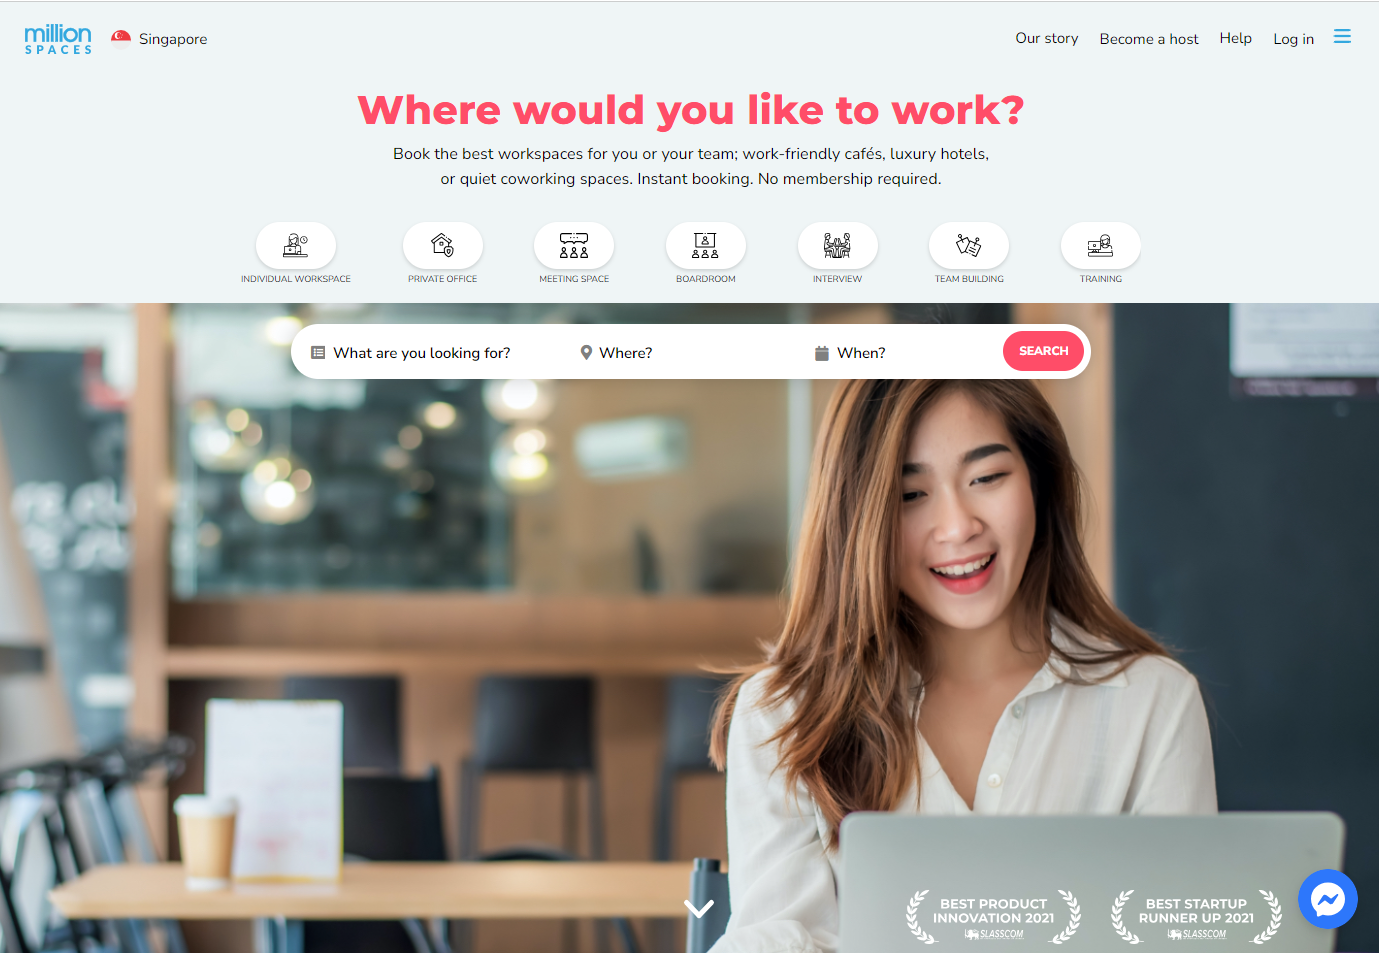 million
SPACES
Singapore
Our story
Become a host
Help
Log in
Where would you like to work?
Book the best workspaces for you or your team; work-friendly cafés, luxury hotels,
or quiet coworking spaces. Instant booking. No membership required.
INDIVIDUAL WORKSPACE
PRIVATE OFFICE
MEETING SPACE
BOARDROOM
INTERVIEW
TEAM BUILDING
TRAINING
What are you looking for?
Where?
When?
SEARCH
BEST PRODUCT
INNOVATION 2021
SLASSCOM
BEST STARTUP
RUNNER UP 2021
SLASSCOM